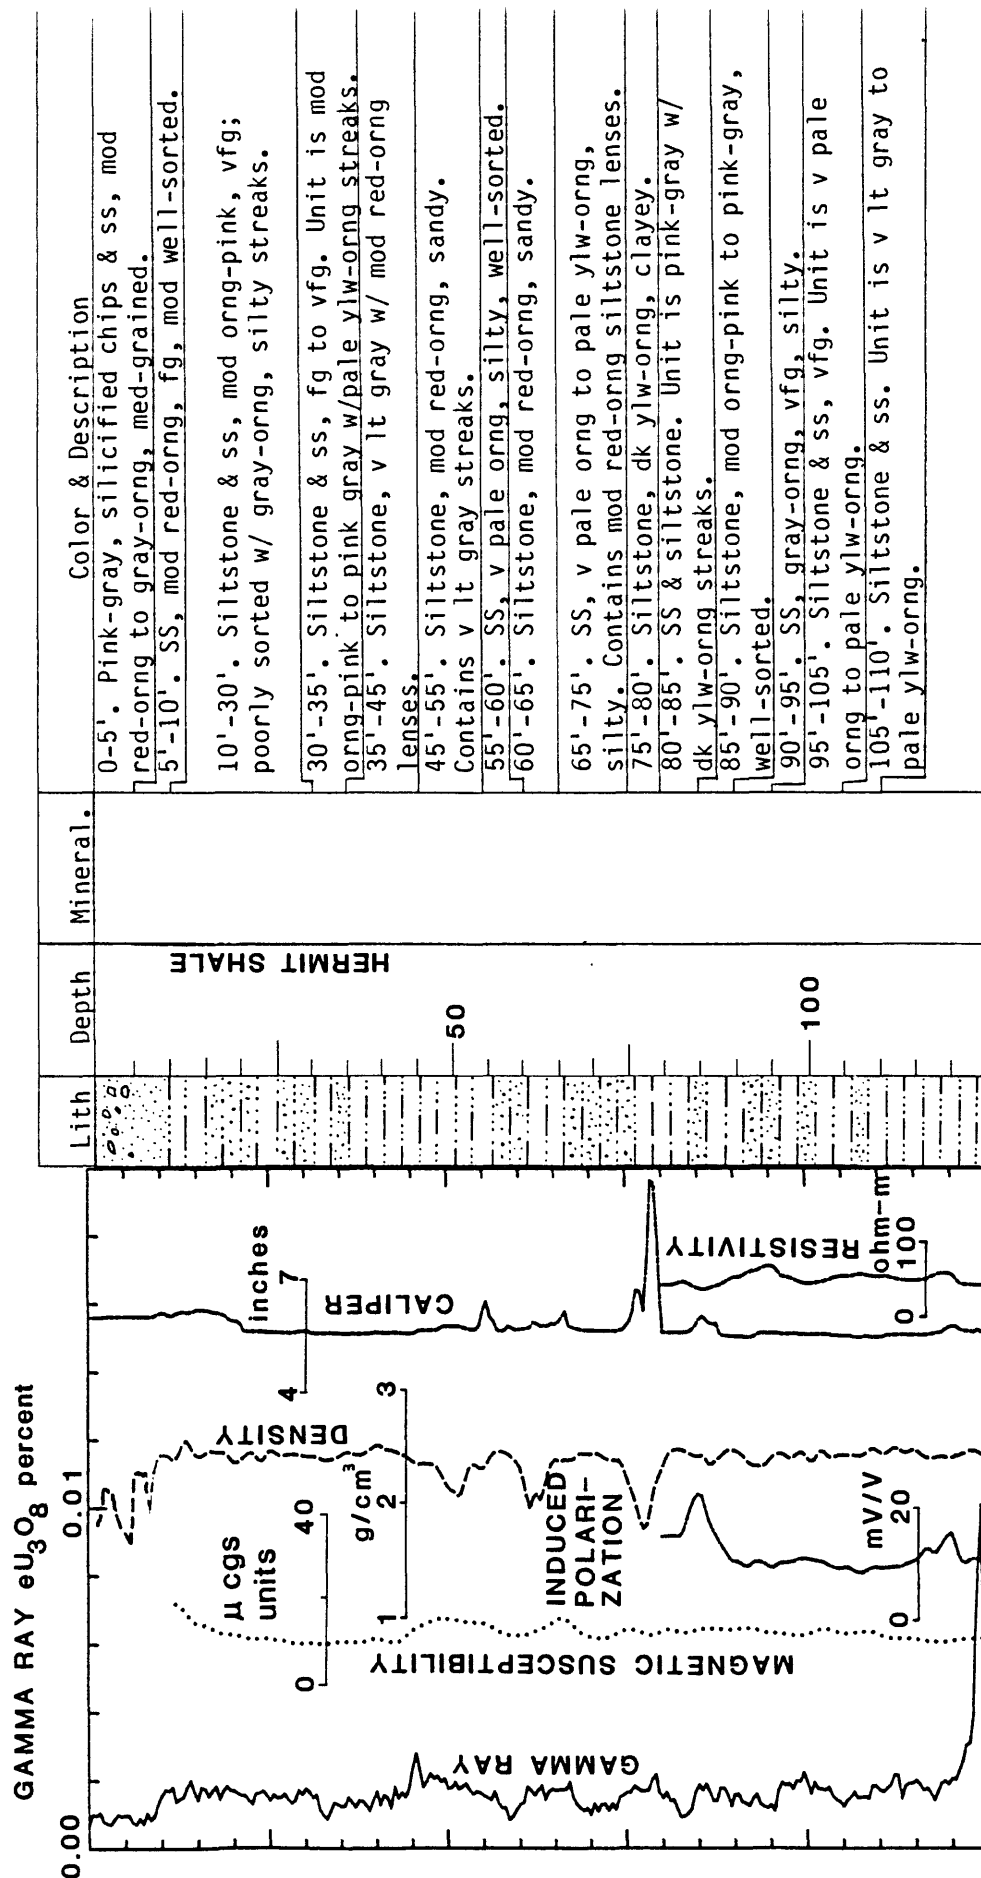 GAMMA RAY eU3O8 percent
0.00
0.01
GAMMA RAY
MAGNETIC SUSCEPTIBILITY
μ cgs
units
0
40
g/cm3
1
2
3
DENSITY
INDUCED
POLARI-
ZATION
mV/V
0
20
CALIPER
inches
4
7
RESISTIVITY
ohm-m
0
100
Lith
Depth
Mineral.
Color & Description
HERMIT SHALE
50
100
0-5'. Pink-gray, silicified chips & ss, mod
red-orng to gray-orng, med-grained.
5'-10'. SS, mod red-orng, fg, mod well-sorted.
10'-30'. Siltstone & ss, mod orng-pink, vfg;
poorly sorted w/ gray-orng, silty streaks.
30'-35'. Siltstone & ss, fg to vfg. Unit is mod
orng-pink to pink gray w/pale ylw-orng streaks.
35'-45'. Siltstone, v lt gray w/ mod red-orng
lenses.
45'-55'. Siltstone, mod red-orng, sandy.
Contains v lt gray streaks.
55'-60'. SS, v pale orng, silty, well-sorted.
60'-65'. Siltstone, mod red-orng, sandy.
65'-75'. SS, v pale orng to pale ylw-orng,
silty. Contains mod red-orng siltstone lenses.
75'-80'. Siltstone, dk ylw-orng, clayey.
80'-85'. SS & siltstone. Unit is pink-gray w/
dk ylw-orng streaks.
85'-90'. Siltstone, mod orng-pink to pink-gray,
well-sorted.
90'-95'. SS, gray-orng, vfg, silty.
95'-105'. Siltstone & ss, vfg. Unit is v pale
orng to pale ylw-orng.
105'-110'. Siltstone & ss. Unit is v lt gray to
pale ylw-orng.